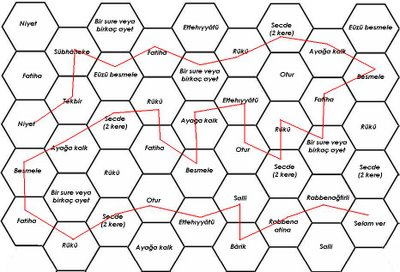 Niyet
Bir sure veya
birkaç ayet
Ettehıyyâtü
Secde
(2 kere)
Eûzü besmele
Sübhâneke
Fatiha
Rükû
Ayağa kalk
Fatiha
Eûzü besmele
Bir sure veya
birkaç ayet
Otur
Besmele
Tekbir
Rükû
Ettehıyyâtü
Fatiha
Niyet
Secde
(2 kere)
Ayağa kalk
Rükû
Rükû
Ayağa kalk
Fatiha
Otur
Bir sure veya
birkaç ayet
Besmele
Rükû
Besmele
Secde
(2 kere)
Secde
(2 kere)
Bir sure veya
birkaç ayet
Otur
Salli
Rabbenağfirli
Fatiha
Secde
(2 kere)
Ettehıyyâtü
Rabbena
atina
Selam ver
Rükû
Ayağa kalk
Bârik
Salli